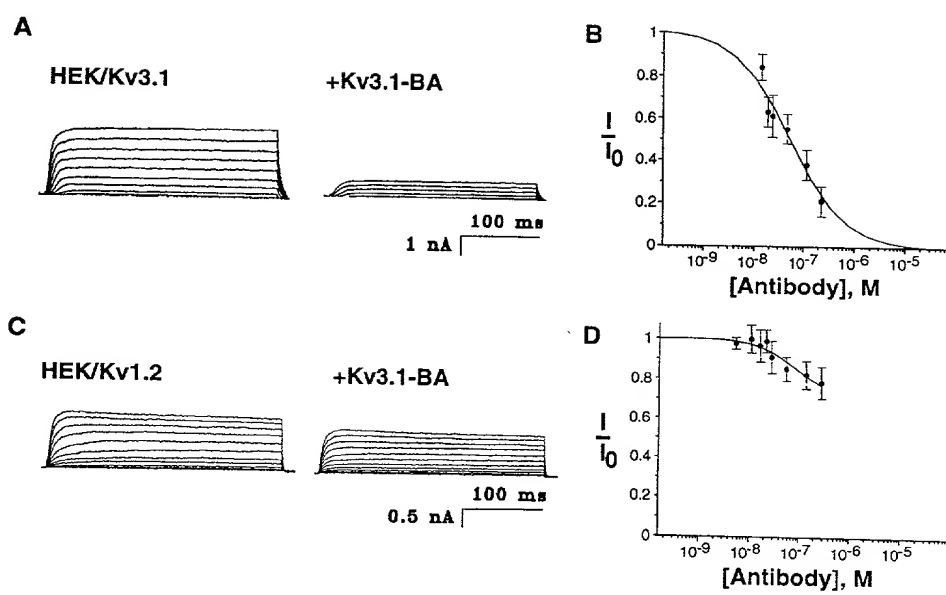 A
HEK/Kv3.1
+Kv3.1-BA
100 ms
1 nA
B
1
0.8
0.6
0.4
0.2
0
I
I0
10-9
10-8
10-7
10-6
10-5
[Antibody], M
C
HEK/Kv1.2
+Kv3.1-BA
100 ms
0.5 nA
D
1
0.8
0.6
0.4
0.2
0
I
I0
10-9
10-8
10-7
10-6
10-5
[Antibody], M